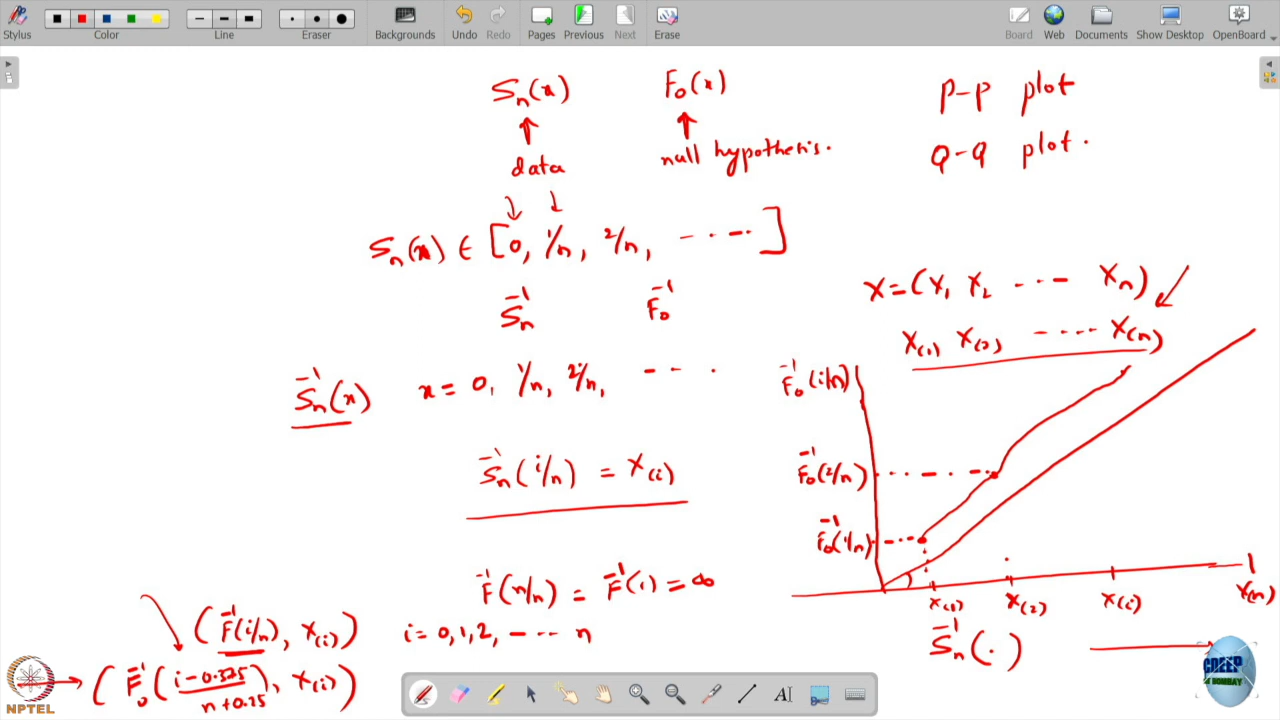 Stylus Color Line Eraser Backgrounds Undo Redo Pages Previous Next Erase Board Web Documents Show Desktop OpenBoard
Sₙ(x) F₀(x) P-P plot
↑ ↑
data null hypothesis. Q-Q plot.
Sₙ(x) ∈ [0, 1/n, 2/n, ----]
Sₙ⁻¹ F₀⁻¹
X=(X₁ X₂ ---- Xₙ)
X₍₁₎ X₍₂₎ ---- X₍ₙ₎
Sₙ⁻¹(x) x = 0, 1/n, 2/n, ----
Sₙ⁻¹(i/n) = X₍ᵢ₎
F₀⁻¹(i/n)
F₀⁻¹(2/n)
F₀⁻¹(1/n)
X₍₁₎ X₍₂₎ X₍ᵢ₎ X₍ₙ₎
Sₙ⁻¹(.)
F⁻¹(n/n) = F⁻¹(1) = ∞
(F⁻¹(i/n), X₍ᵢ₎) i = 0,1,2, ---- n
(F₀⁻¹((i-0.325)/(n+0.25)), X₍ᵢ₎)
NPTEL
CDEEP
BOMBAY